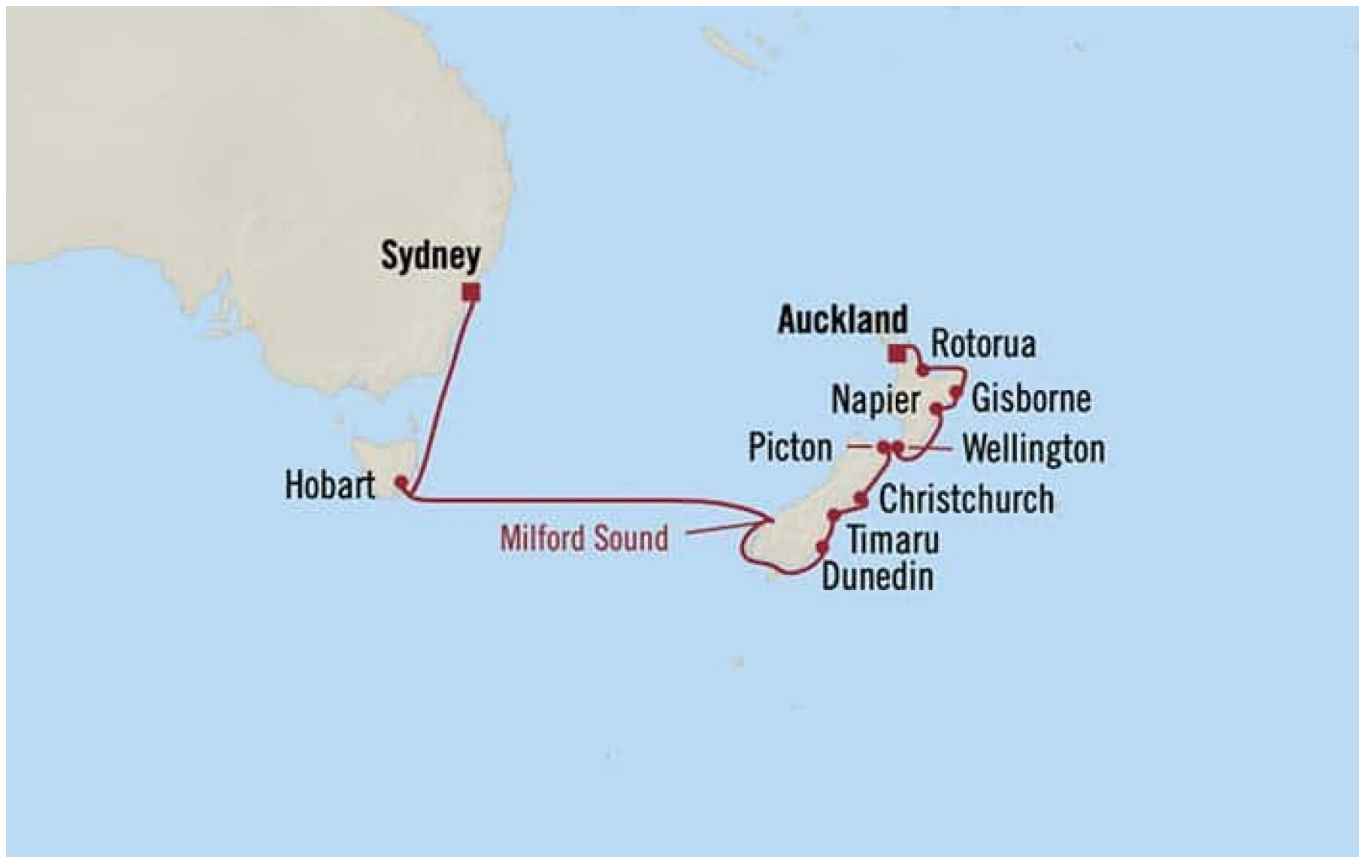 Sydney
Auckland
Rotorua
Napier
Gisborne
Picton
Wellington
Hobart
Christchurch
Milford Sound
Timaru
Dunedin